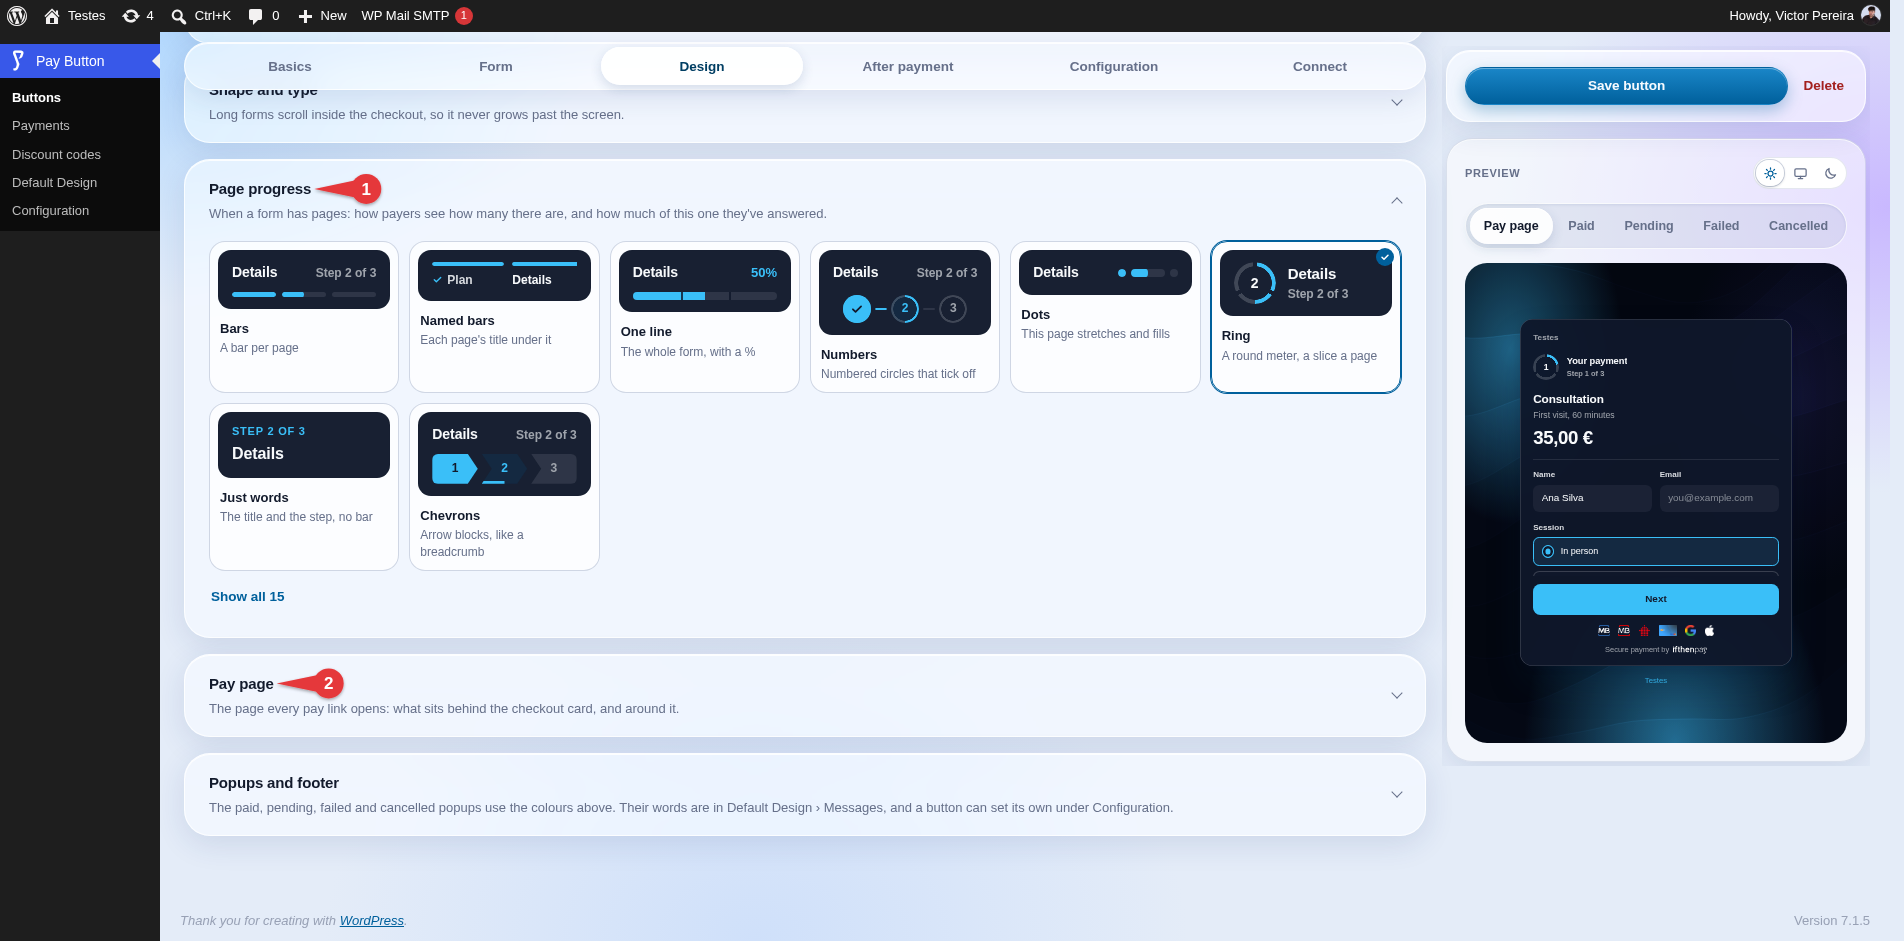 Testes
4
Ctrl+K
0
New
WP Mail SMTP 1
Howdy, Victor Pereira
Pay Button
Buttons
Payments
Discount codes
Default Design
Configuration
Basics
Form
Design
After payment
Configuration
Connect
Shape and type
Long forms scroll inside the checkout, so it never grows past the screen.
Page progress
1
When a form has pages: how payers see how many there are, and how much of this one they've answered.
Details Step 2 of 3
Bars
A bar per page
Plan Details
Named bars
Each page's title under it
Details 50%
One line
The whole form, with a %
Details Step 2 of 3
2 3
Numbers
Numbered circles that tick off
Details
Dots
This page stretches and fills
2
Details
Step 2 of 3
Ring
A round meter, a slice a page
STEP 2 OF 3
Details
Just words
The title and the step, no bar
Details Step 2 of 3
1 2 3
Chevrons
Arrow blocks, like a
breadcrumb
Show all 15
Pay page
2
The page every pay link opens: what sits behind the checkout card, and around it.
Popups and footer
The paid, pending, failed and cancelled popups use the colours above. Their words are in Default Design › Messages, and a button can set its own under Configuration.
Thank you for creating with WordPress.
Version 7.1.5
Save button
Delete
PREVIEW
Pay page
Paid
Pending
Failed
Cancelled
Testes
1
Your payment
Step 1 of 3
Consultation
First visit, 60 minutes
35,00 €
Name
Email
Ana Silva
you@example.com
Session
In person
Next
MB MB
Secure payment by ifthenpay
Testes